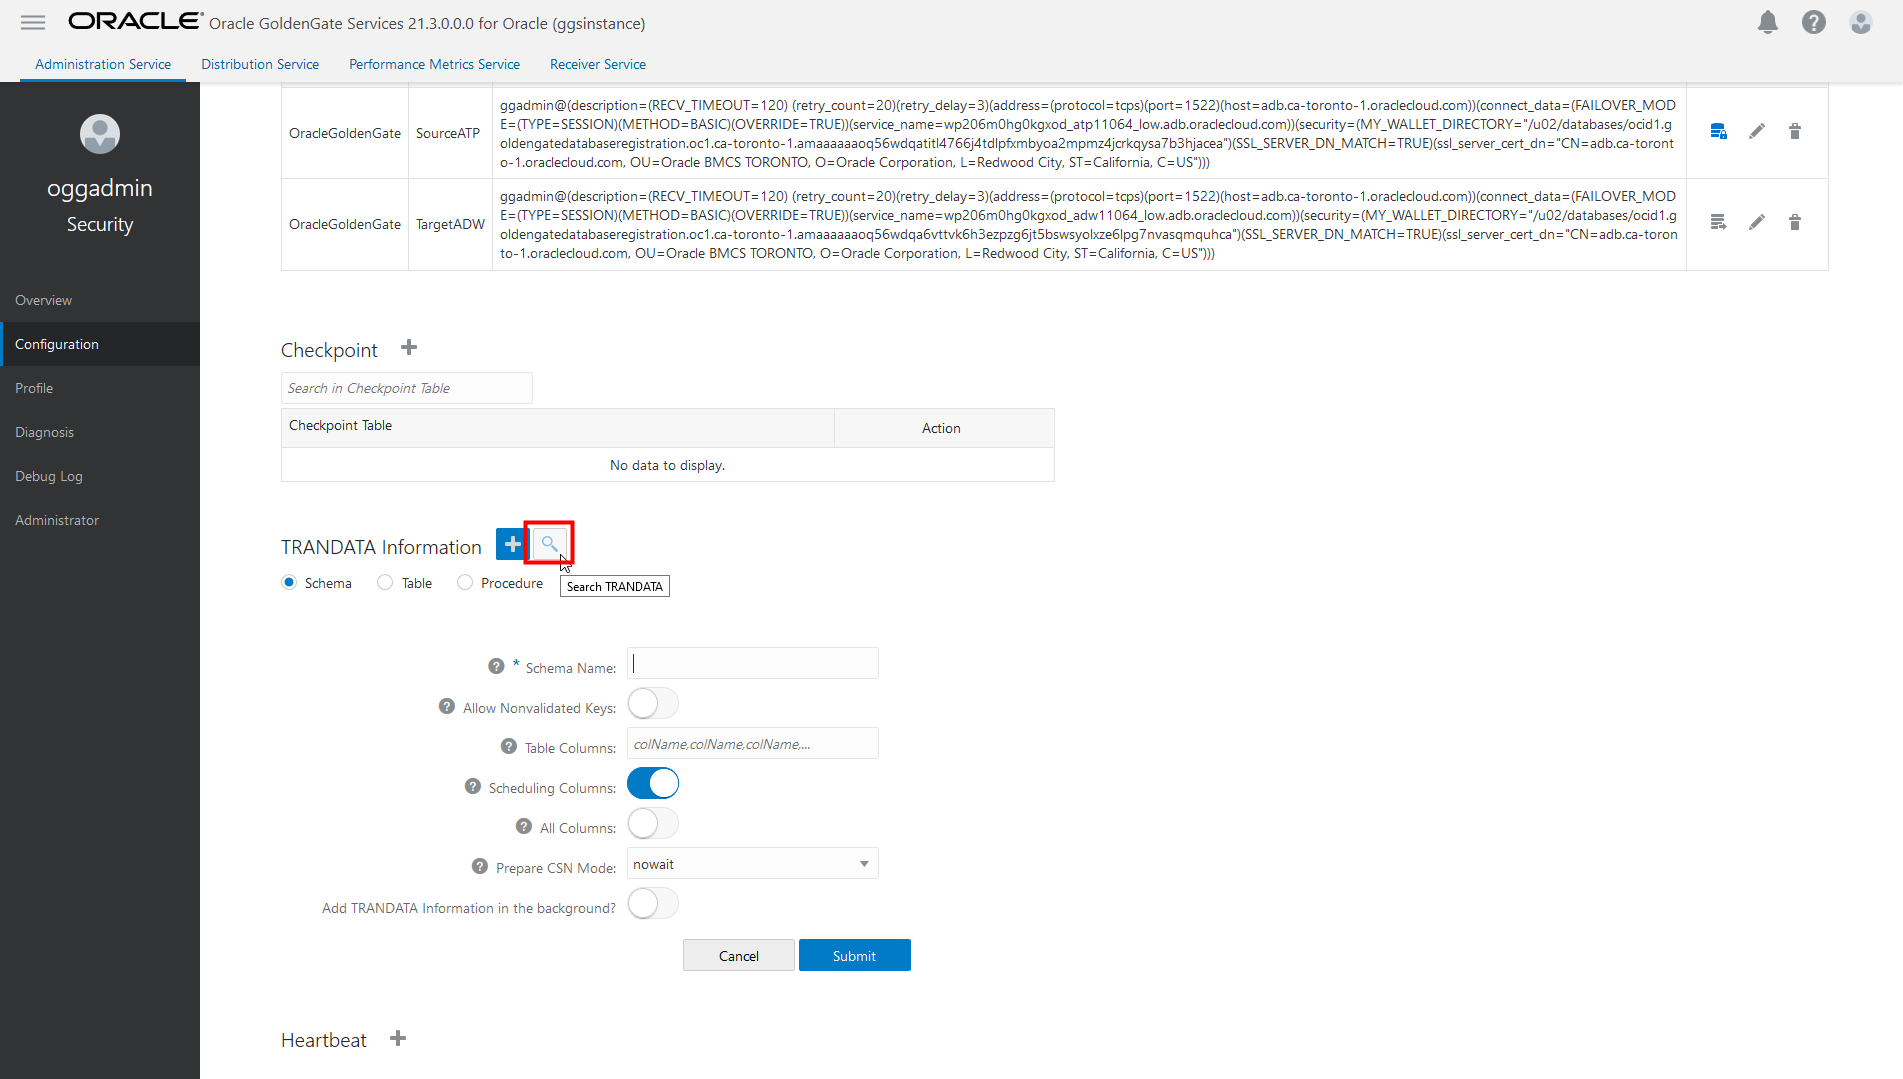 ORACLE Oracle GoldenGate Services 21.3.0.0.0 for Oracle (ggsinstance)
Administration Service Distribution Service Performance Metrics Service Receiver Service
oggadmin
Security
Overview
Configuration
Profile
Diagnosis
Debug Log
Administrator
OracleGoldenGate SourceATP
ggadmin@(description=(RECV_TIMEOUT=120) (retry_count=20)(retry_delay=3)(address=(protocol=tcps)(port=1522)(host=adb.ca-toronto-1.oraclecloud.com))(connect_data=(FAILOVER_MOD
E=(TYPE=SESSION)(METHOD=BASIC)(OVERRIDE=TRUE))(service_name=wp206m0hg0kgxod_atp11064_low.adb.oraclecloud.com))(security=(MY_WALLET_DIRECTORY="/u02/databases/ocid1.g
oldengatedatabaseregistration.oc1.ca-toronto-1.amaaaaaaoq56wdqatitl4766j4tdlpfxmbyoa2mpmz4jcrkqysa7b3hjacea")(SSL_SERVER_DN_MATCH=TRUE)(ssl_server_cert_dn="CN=adb.ca-toront
o-1.oraclecloud.com, OU=Oracle BMCS TORONTO, O=Oracle Corporation, L=Redwood City, ST=California, C=US")))
OracleGoldenGate TargetADW
ggadmin@(description=(RECV_TIMEOUT=120) (retry_count=20)(retry_delay=3)(address=(protocol=tcps)(port=1522)(host=adb.ca-toronto-1.oraclecloud.com))(connect_data=(FAILOVER_MOD
E=(TYPE=SESSION)(METHOD=BASIC)(OVERRIDE=TRUE))(service_name=wp206m0hg0kgxod_adw11064_low.adb.oraclecloud.com))(security=(MY_WALLET_DIRECTORY="/u02/databases/ocid1.g
oldengatedatabaseregistration.oc1.ca-toronto-1.amaaaaaaoq56wdqa6vttvk6h3ezpzg6jt5bswsyolxze6lpg7nvasqmquhca")(SSL_SERVER_DN_MATCH=TRUE)(ssl_server_cert_dn="CN=adb.ca-toron
to-1.oraclecloud.com, OU=Oracle BMCS TORONTO, O=Oracle Corporation, L=Redwood City, ST=California, C=US")))
Checkpoint
Search in Checkpoint Table
Checkpoint Table Action
No data to display.
TRANDATA Information
Schema Table Procedure
Search TRANDATA
* Schema Name:
Allow Nonvalidated Keys:
Table Columns: colName,colName,colName,...
Scheduling Columns:
All Columns:
Prepare CSN Mode: nowait
Add TRANDATA Information in the background?
Cancel Submit
Heartbeat